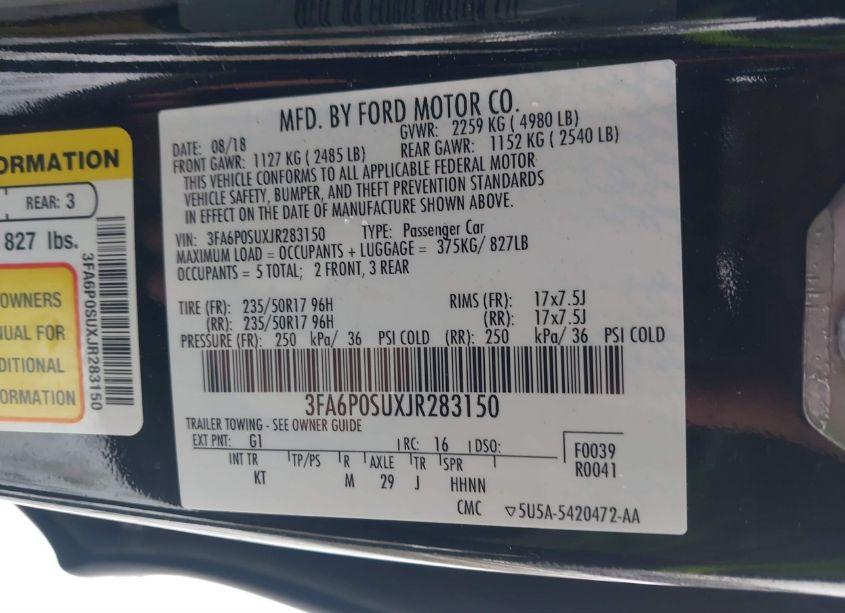 MFD. BY FORD MOTOR CO.
DATE: 08/18 GVWR: 2259 KG ( 4980 LB)
FRONT GAWR: 1127 KG ( 2485 LB) REAR GAWR: 1152 KG ( 2540 LB)
THIS VEHICLE CONFORMS TO ALL APPLICABLE FEDERAL MOTOR
VEHICLE SAFETY, BUMPER, AND THEFT PREVENTION STANDARDS
IN EFFECT ON THE DATE OF MANUFACTURE SHOWN ABOVE.
VIN: 3FA6P0SUXJR283150 TYPE: Passenger Car
MAXIMUM LOAD = OCCUPANTS + LUGGAGE = 375KG/ 827LB
OCCUPANTS = 5 TOTAL; 2 FRONT, 3 REAR
TIRE (FR): 235/50R17 96H RIMS (FR): 17x7.5J
(RR): 235/50R17 96H (RR): 17x7.5J
PRESSURE (FR): 250 kPa/ 36 PSI COLD (RR): 250 kPa/ 36 PSI COLD
3FA6P0SUXJR283150
TRAILER TOWING - SEE OWNER GUIDE
EXT PNT: G1 RC: 16 DSO: F0039
R0041
INT TR TP/PS R AXLE TR SPR
KT M 29 J HHNN
CMC ▽5U5A-5420472-AA
ORMATION
REAR: 3
827 lbs.
OWNERS
NUAL FOR
DITIONAL
FORMATION
3FA6P0SUXJR283150